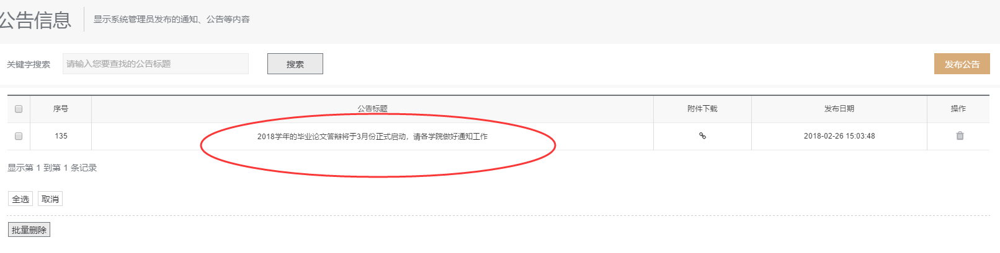 公告信息 显示系统管理员发布的通知、公告等内容
关键字搜索 请输入您要查找的公告标题 搜索 发布公告
序号 公告标题 附件下载 发布日期 操作
135 2018学年的毕业论文答辩将于3月份正式启动，请各学院做好通知工作 2018-02-26 15:03:48
显示第 1 到第 1 条记录
全选 取消
批量删除